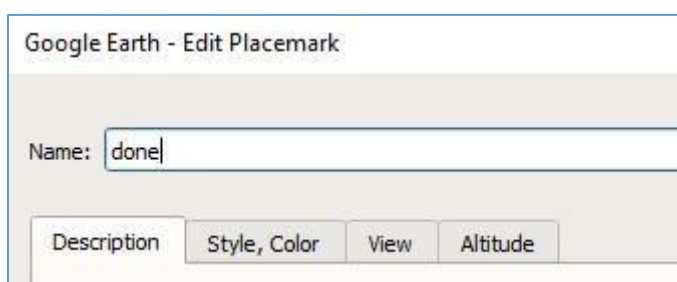 Google Earth - Edit Placemark
Name: done
Description Style, Color View Altitude